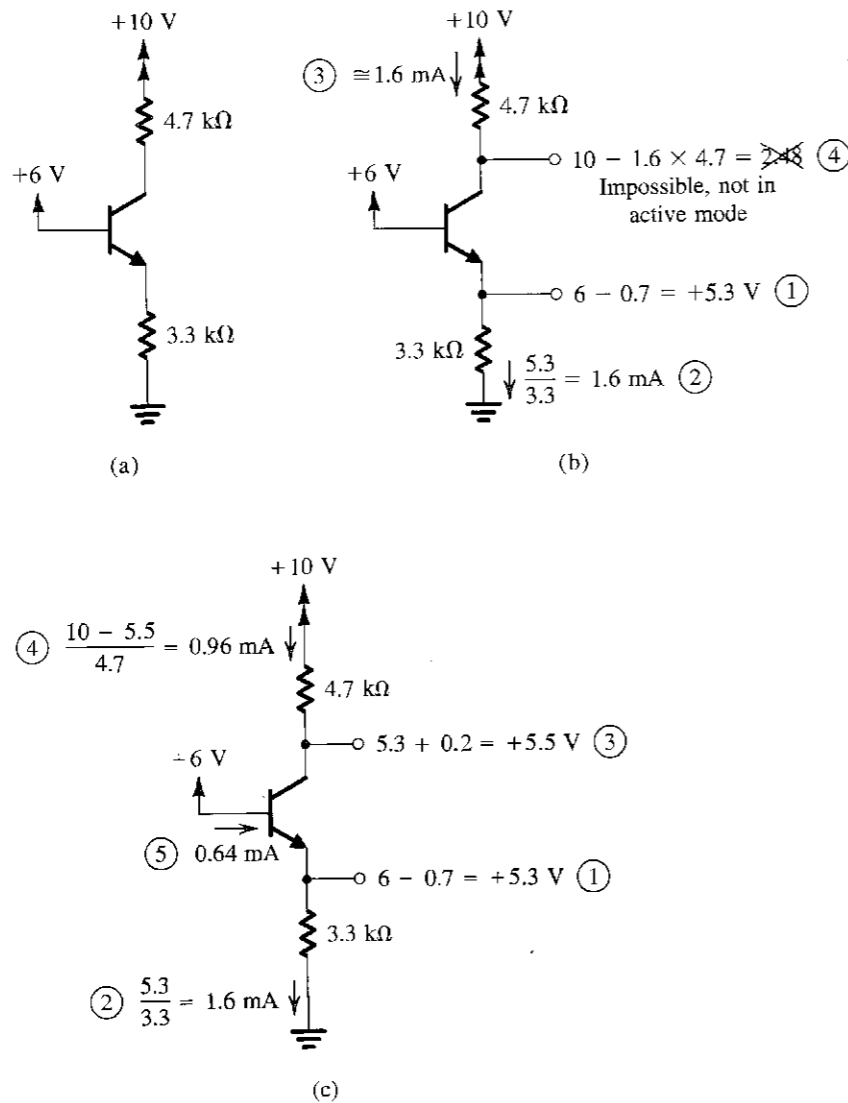 +10 V
4.7 kΩ
+6 V
3.3 kΩ
(a)
+10 V
③ ≅1.6 mA
4.7 kΩ
10 − 1.6 × 4.7 = 2.48 ④
Impossible, not in
active mode
+6 V
6 − 0.7 = +5.3 V ①
3.3 kΩ
5.3/3.3 = 1.6 mA ②
(b)
+10 V
④ 10 − 5.5/4.7 = 0.96 mA
4.7 kΩ
5.3 + 0.2 = +5.5 V ③
+6 V
⑤ 0.64 mA
6 − 0.7 = +5.3 V ①
3.3 kΩ
② 5.3/3.3 = 1.6 mA
(c)